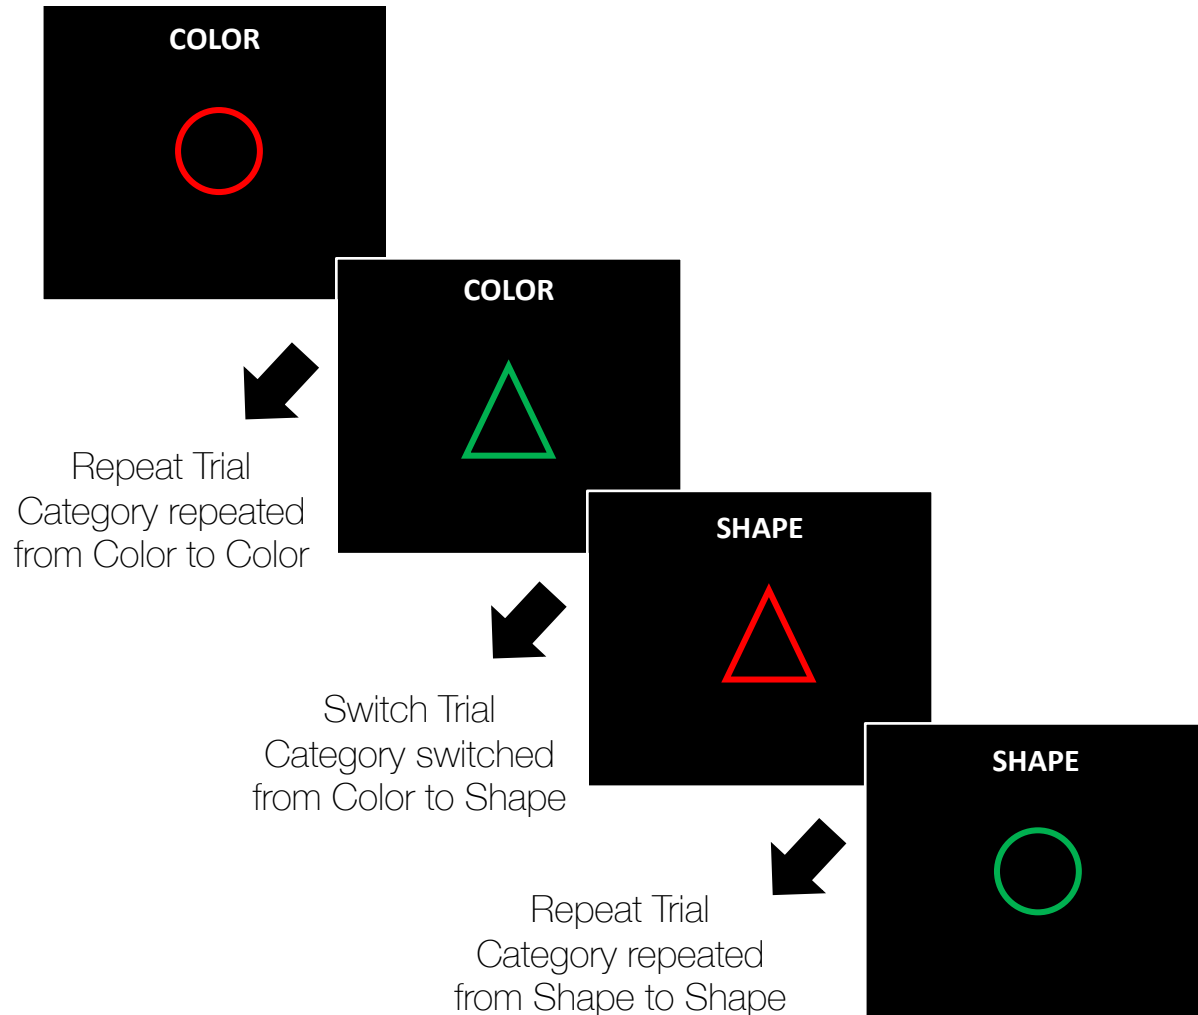 COLOR
COLOR
Repeat Trial
Category repeated
from Color to Color
SHAPE
Switch Trial
Category switched
from Color to Shape
SHAPE
Repeat Trial
Category repeated
from Shape to Shape